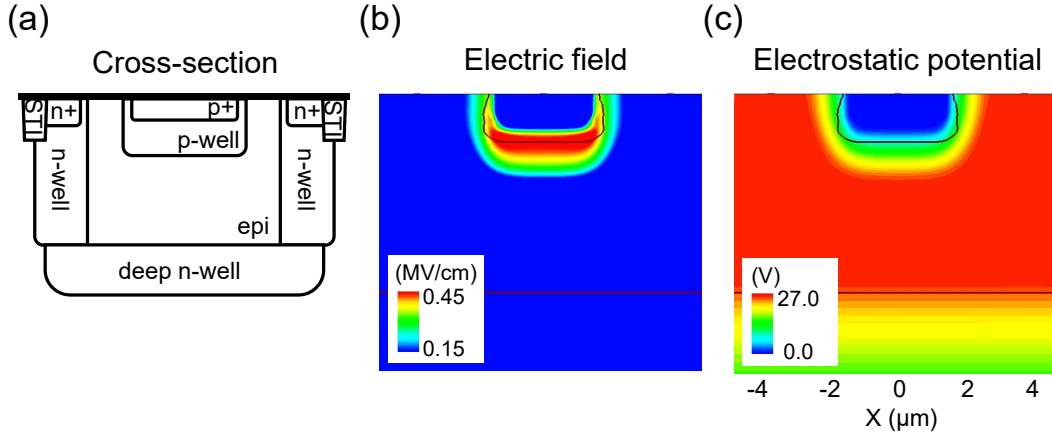 (a)
Cross-section
STI
n+
p+
n+
STI
p-well
n-well
n-well
epi
deep n-well
(b)
Electric field
(MV/cm)
0.45
0.15
(c)
Electrostatic potential
(V)
27.0
0.0
-4 -2 0 2 4
X (μm)